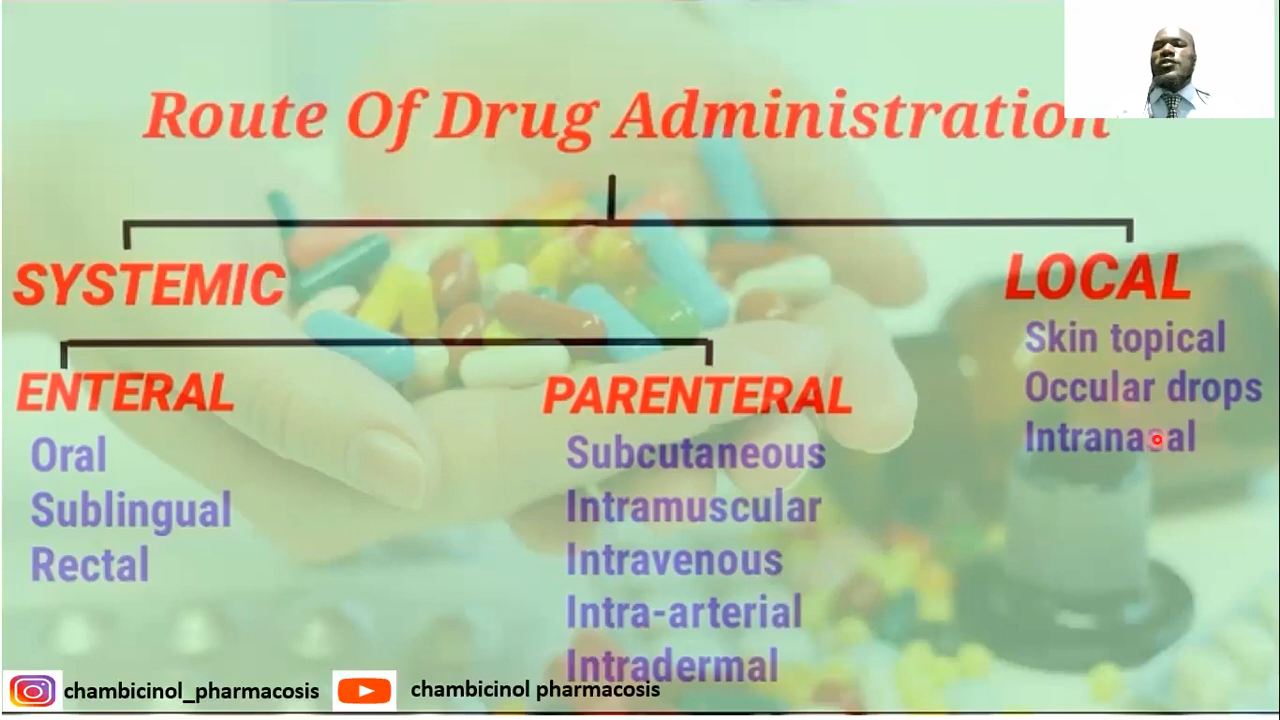 Route Of Drug Administration
SYSTEMIC
LOCAL
Skin topical
Occular drops
Intranasal
ENTERAL
Oral
Sublingual
Rectal
PARENTERAL
Subcutaneous
Intramuscular
Intravenous
Intra-arterial
Intradermal
chambicinol_pharmacosis
chambicinol pharmacosis